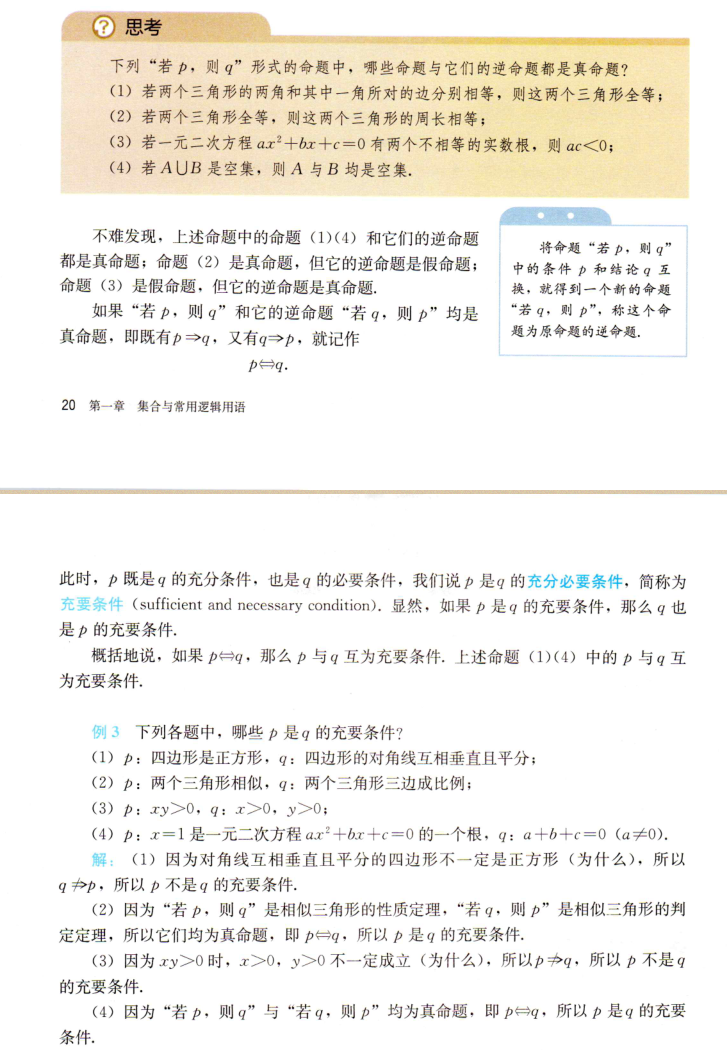 ? 思考
下列“若 p，则 q”形式的命题中，哪些命题与它们的逆命题都是真命题？
（1）若两个三角形的两角和其中一角所对的边分别相等，则这两个三角形全等；
（2）若两个三角形全等，则这两个三角形的周长相等；
（3）若一元二次方程 ax²＋bx＋c＝0 有两个不相等的实数根，则 ac＜0；
（4）若 A∪B 是空集，则 A 与 B 均是空集.
不难发现，上述命题中的命题（1）（4）和它们的逆命题
都是真命题；命题（2）是真命题，但它的逆命题是假命题；
命题（3）是假命题，但它的逆命题是真命题.
如果“若 p，则 q”和它的逆命题“若 q，则 p”均是
真命题，即既有 p⇒q，又有q⇒p，就记作
p⇔q.
将命题“若 p，则 q”
中的条件 p 和结论 q 互
换，就得到一个新的命题
“若 q，则 p”，称这个命
题为原命题的逆命题.
20 第一章 集合与常用逻辑用语
此时，p 既是 q 的充分条件，也是 q 的必要条件，我们说 p 是 q 的充分必要条件，简称为
充要条件（sufficient and necessary condition）. 显然，如果 p 是 q 的充要条件，那么 q 也
是 p 的充要条件.
概括地说，如果 p⇔q，那么 p 与 q 互为充要条件. 上述命题（1）（4）中的 p 与 q 互
为充要条件.
例 3 下列各题中，哪些 p 是 q 的充要条件？
（1）p：四边形是正方形，q：四边形的对角线互相垂直且平分；
（2）p：两个三角形相似，q：两个三角形三边成比例；
（3）p：xy＞0，q：x＞0，y＞0；
（4）p：x＝1 是一元二次方程 ax²＋bx＋c＝0 的一个根，q：a＋b＋c＝0（a≠0）.
解：（1）因为对角线互相垂直且平分的四边形不一定是正方形（为什么），所以
q⇏p，所以 p 不是 q 的充要条件.
（2）因为“若 p，则 q”是相似三角形的性质定理，“若 q，则 p”是相似三角形的判
定定理，所以它们均为真命题，即 p⇔q，所以 p 是 q 的充要条件.
（3）因为 xy＞0 时，x＞0，y＞0 不一定成立（为什么），所以 p⇏q，所以 p 不是 q
的充要条件.
（4）因为“若 p，则 q”与“若 q，则 p”均为真命题，即 p⇔q，所以 p 是 q 的充要
条件.